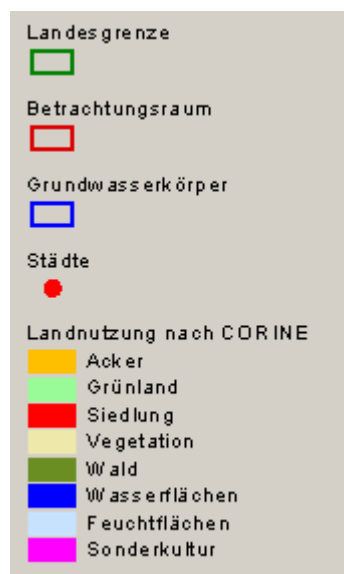 Landesgrenze
Betrachtungsraum
Grundwasserkörper
Städte
Landnutzung nach CORINE
Acker
Grünland
Siedlung
Vegetation
Wald
Wasserflächen
Feuchtflächen
Sonderkultur